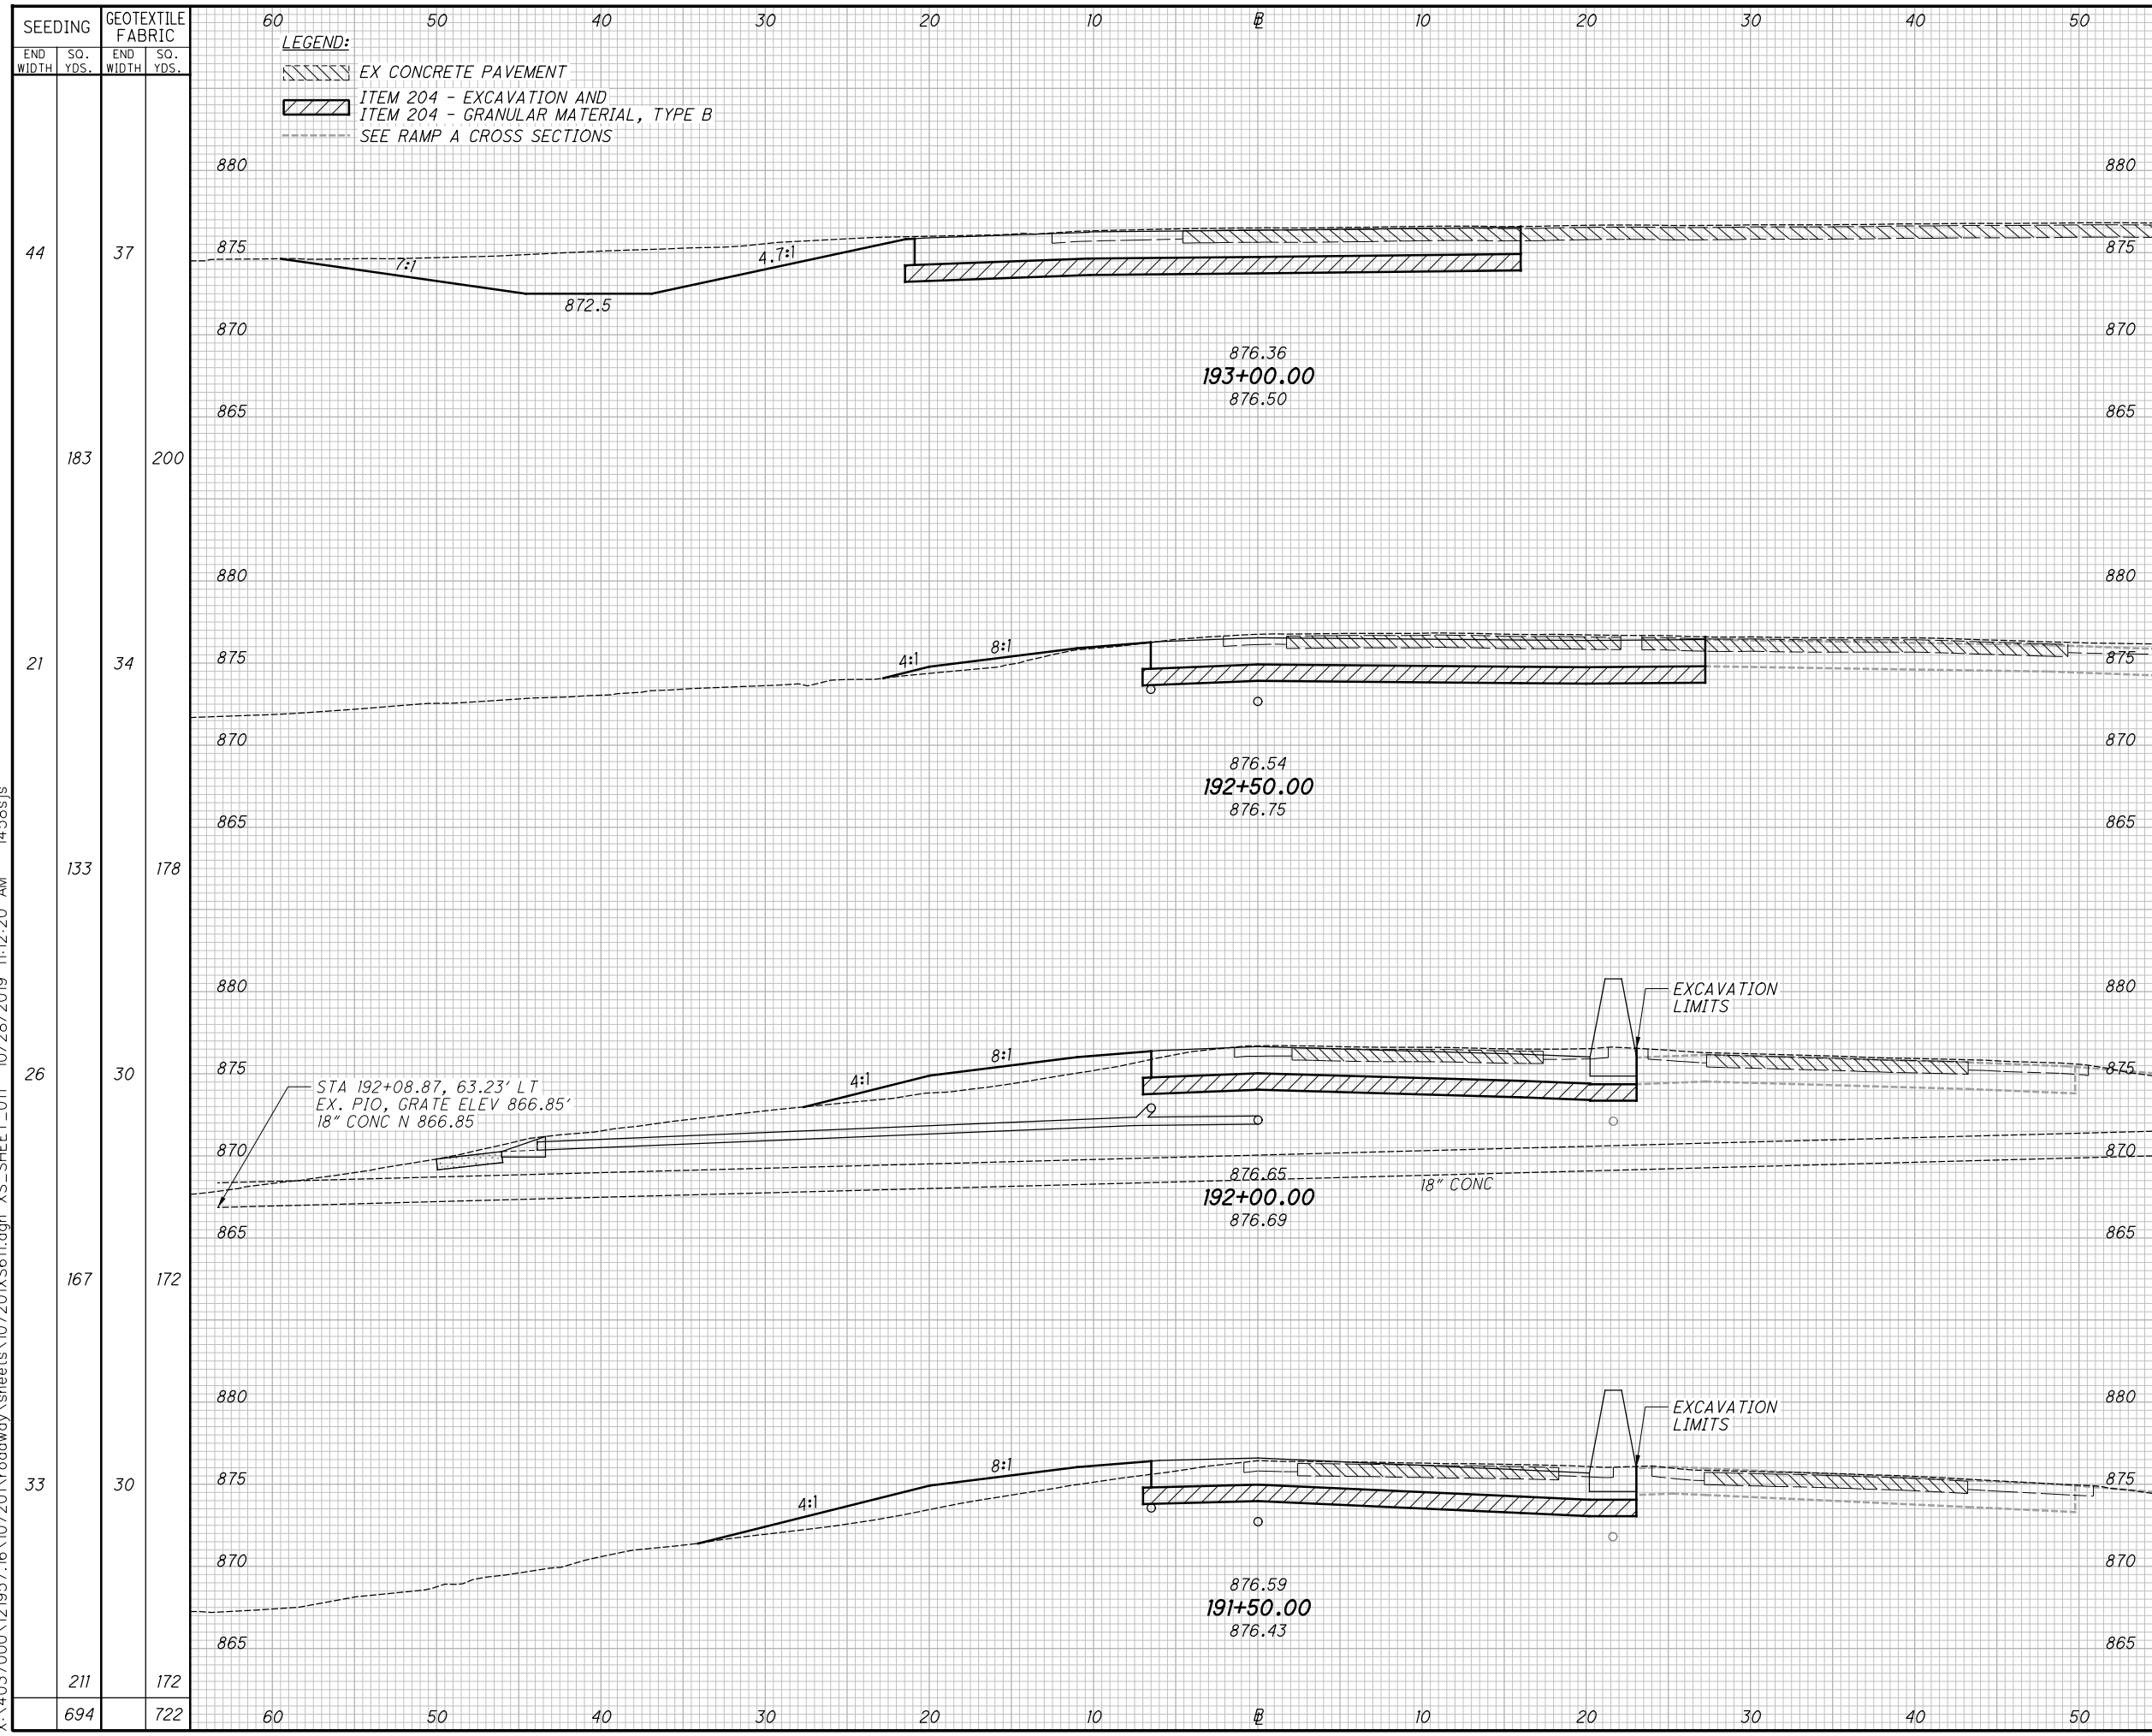 SEEDING
GEOTEXTILE
FABRIC
END
WIDTH
SQ.
YDS.
END
WIDTH
SQ.
YDS.
60 50 40 30 20 10 10 20 30 40 50
LEGEND:
EX CONCRETE PAVEMENT
ITEM 204 - EXCAVATION AND
ITEM 204 - GRANULAR MATERIAL, TYPE B
SEE RAMP A CROSS SECTIONS
880 880
44 37 875 7:1 4.7:1 875
872.5
870 870
876.36
193+00.00
876.50
865 865
183 200
880 880
21 34 875 4:1 8:1 875
870 870
876.54
192+50.00
876.75
865 865
133 178
880 880
EXCAVATION
LIMITS
26 30 875 4:1 8:1 875
STA 192+08.87, 63.23' LT
EX. PIO, GRATE ELEV 866.85'
18" CONC N 866.85
870 870
876.65
192+00.00
876.69
18" CONC
865 865
167 172
880 880
EXCAVATION
LIMITS
33 30 875 4:1 8:1 875
870 870
876.59
191+50.00
876.43
865 865
211 172
694 722
60 50 40 30 20 10 10 20 30 40 50